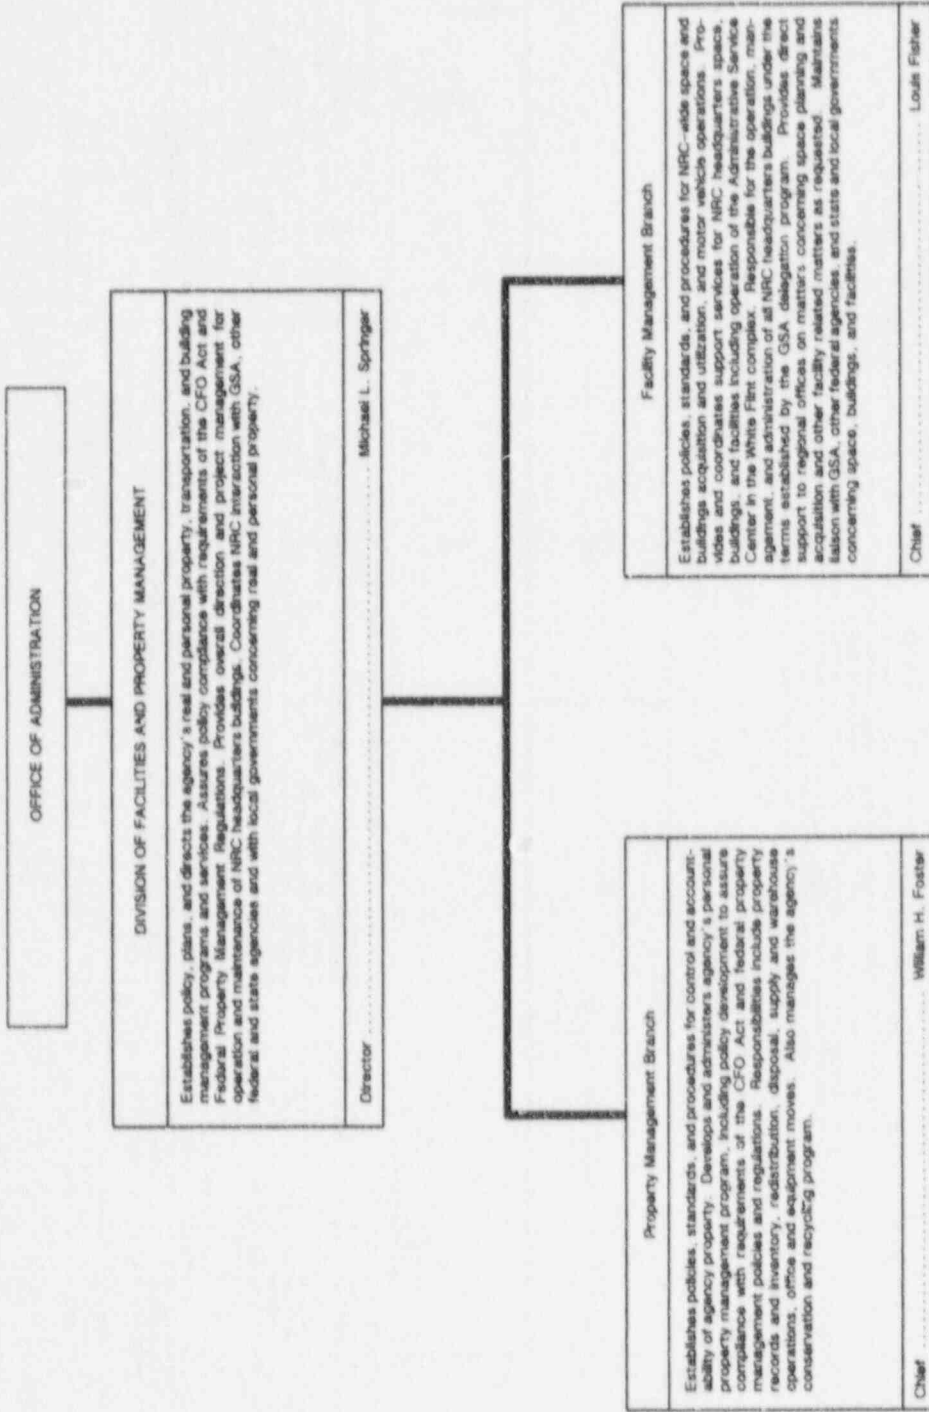 OFFICE OF ADMINISTRATION
DIVISION OF FACILITIES AND PROPERTY MANAGEMENT
Establishes policy, plans, and directs the agency's real and personal property, transportation, and building
management programs and services. Assures policy compliance with requirements of the CFO Act and
Federal Property Management Regulations. Provides overall direction and project management for
operation and maintenance of NRC headquarters buildings. Coordinates NRC interaction with GSA, other
federal and state agencies and with local governments concerning real and personal property.
Director .......... Michael L. Springer
Property Management Branch
Establishes policies, standards, and procedures for control and account-
ability of agency property. Develops and administers agency's personal
property management program, including policy development to assure
compliance with requirements of the CFO Act and federal property
management policies and regulations. Responsibilities include property
records and inventory, redistribution, disposal, supply and warehouse
operations, office and equipment moves. Also manages the agency's
conservation and recycling program.
Chief .......... William H. Foster
Facility Management Branch
Establishes policies, standards, and procedures for NRC-wide space and
buildings acquisition and utilization, and motor vehicle operations. Pro-
vides and coordinates support services for NRC headquarters space,
buildings, and facilities including operation of the Administrative Service
Center in the White Flint complex. Responsible for the operation, man-
agement, and administration of all NRC headquarters buildings under the
terms established by the GSA delegation program. Provides direct
support to regional offices on matters concerning space planning and
acquisition and other facility related matters as requested. Maintains
liaison with GSA, other federal agencies, and state and local governments
concerning space, buildings, and facilities.
Chief .......... Louis Fisher